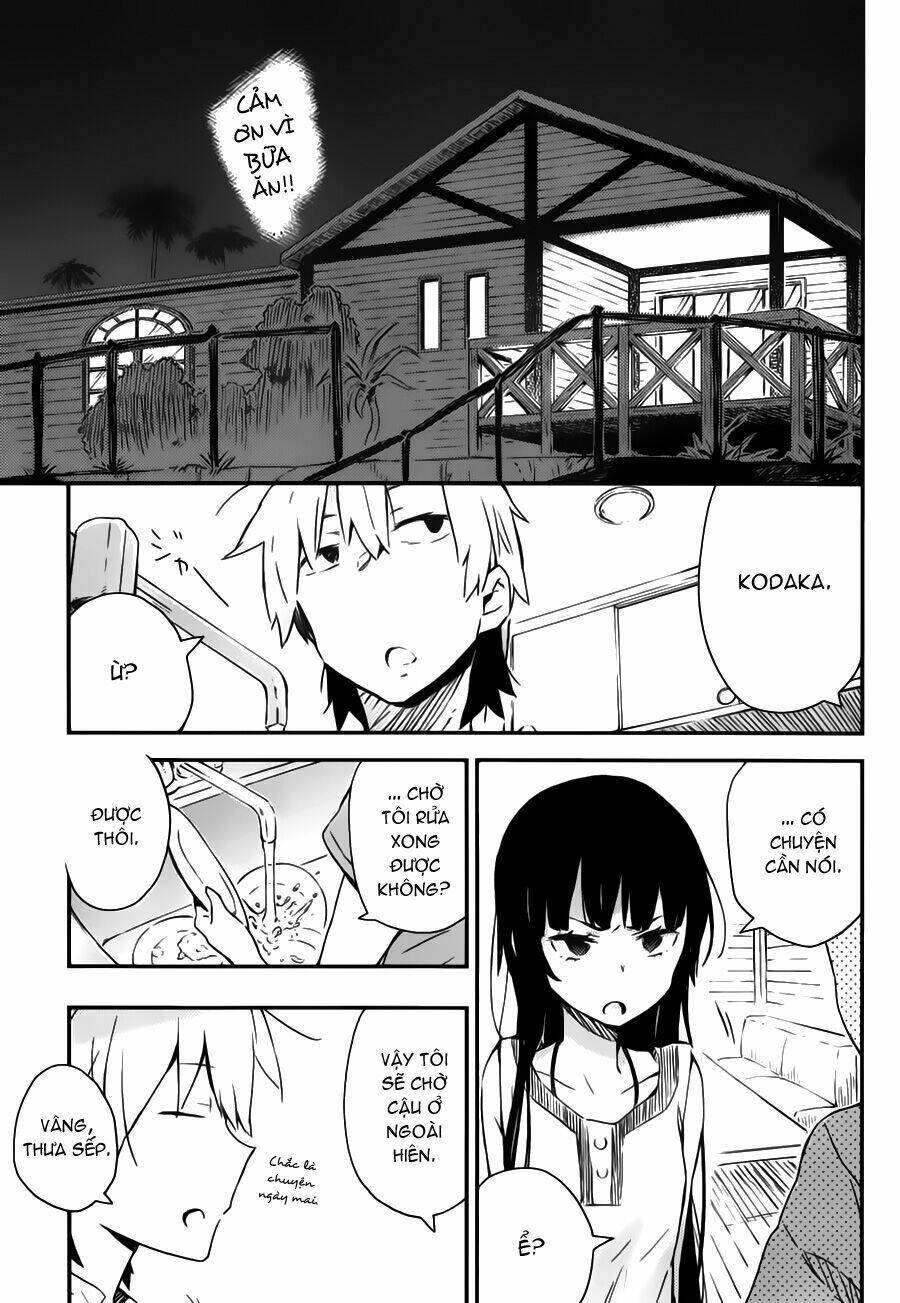 CẢM
ƠN VÌ
BỮA
ĂN!!
KODAKA.
Ừ?
... CÓ
CHUYỆN
CẦN NÓI.
Ể?
... CHỜ
TÔI RỬA
XONG
ĐƯỢC
KHÔNG?
ĐƯỢC
THÔI.
VẬY TÔI
SẼ CHỜ
CẬU Ở
NGOÀI
HIÊN.
Chắc là
chuyện
ngày mai
VÂNG,
THƯA SẾP.